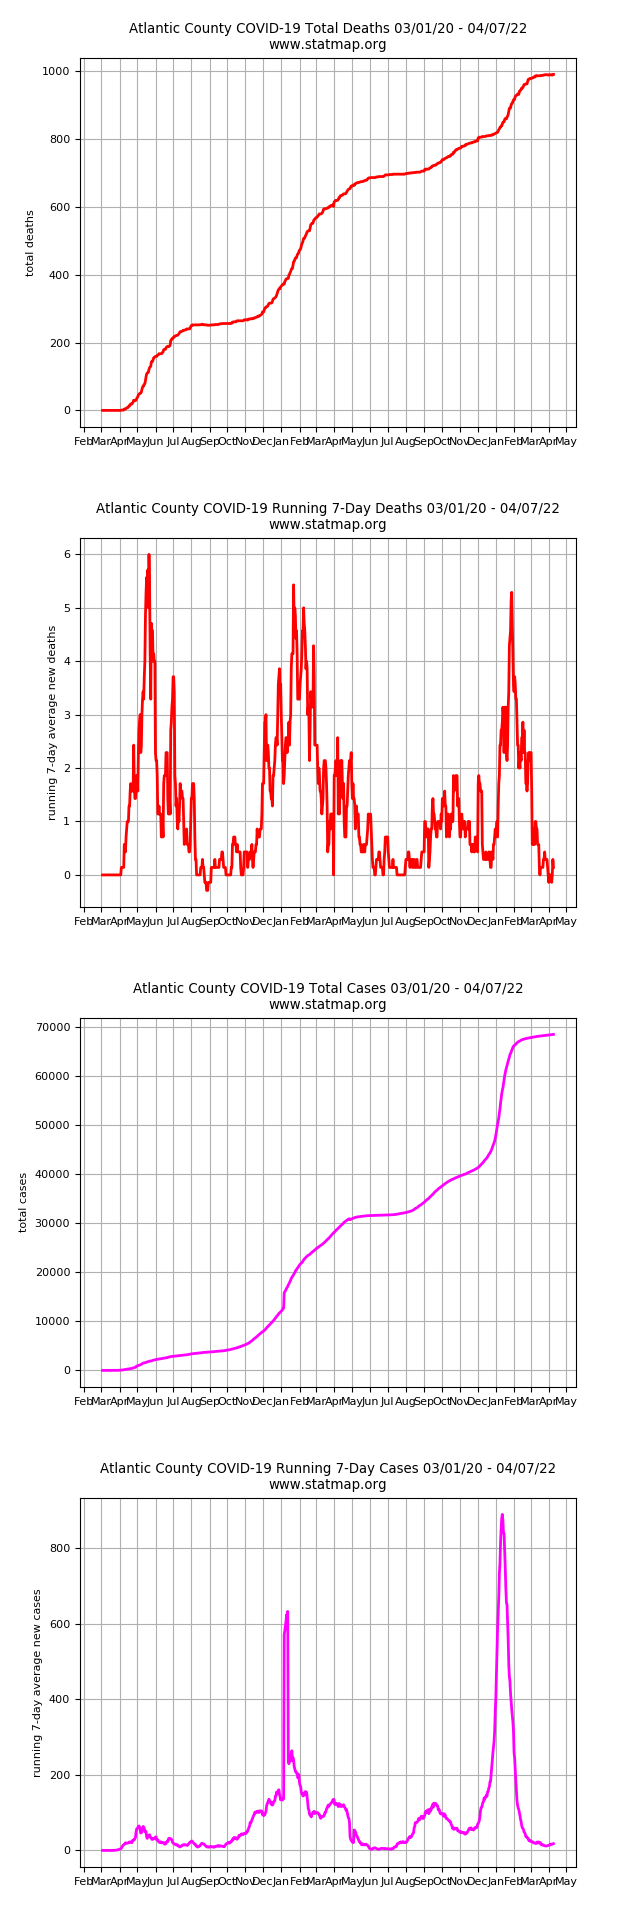 Atlantic County COVID-19 Total Deaths 03/01/20 - 04/07/22
www.statmap.org
1000
800
600
400
200
0
total deaths
Feb Mar Apr May Jun Jul Aug Sep Oct Nov Dec Jan Feb Mar Apr May Jun Jul Aug Sep Oct Nov Dec Jan Feb Mar Apr May
Atlantic County COVID-19 Running 7-Day Deaths 03/01/20 - 04/07/22
www.statmap.org
6
5
4
3
2
1
0
running 7-day average new deaths
Feb Mar Apr May Jun Jul Aug Sep Oct Nov Dec Jan Feb Mar Apr May Jun Jul Aug Sep Oct Nov Dec Jan Feb Mar Apr May
Atlantic County COVID-19 Total Cases 03/01/20 - 04/07/22
www.statmap.org
70000
60000
50000
40000
30000
20000
10000
0
total cases
Feb Mar Apr May Jun Jul Aug Sep Oct Nov Dec Jan Feb Mar Apr May Jun Jul Aug Sep Oct Nov Dec Jan Feb Mar Apr May
Atlantic County COVID-19 Running 7-Day Cases 03/01/20 - 04/07/22
www.statmap.org
800
600
400
200
0
running 7-day average new cases
Feb Mar Apr May Jun Jul Aug Sep Oct Nov Dec Jan Feb Mar Apr May Jun Jul Aug Sep Oct Nov Dec Jan Feb Mar Apr May